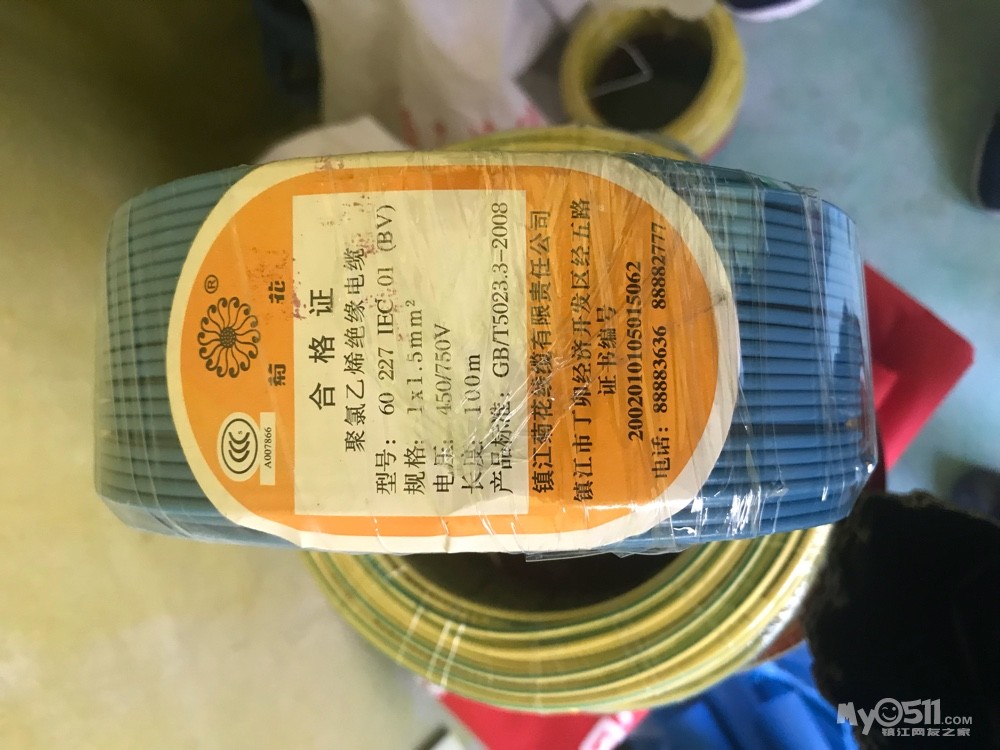 菊花®
CCC
A007866
合格证
聚氯乙烯绝缘电缆
型号: 60 227 IEC 01 (BV)
规格: 1x1.5mm²
电压: 450/750V
长度: 100m
产品标准: GB/T5023.3-2008
镇江菊花线缆有限责任公司
镇江市丁卯经济开发区经五路
证书编号
2002010105015062
电话: 88883636 88882777
My0511.COM
镇江网友之家